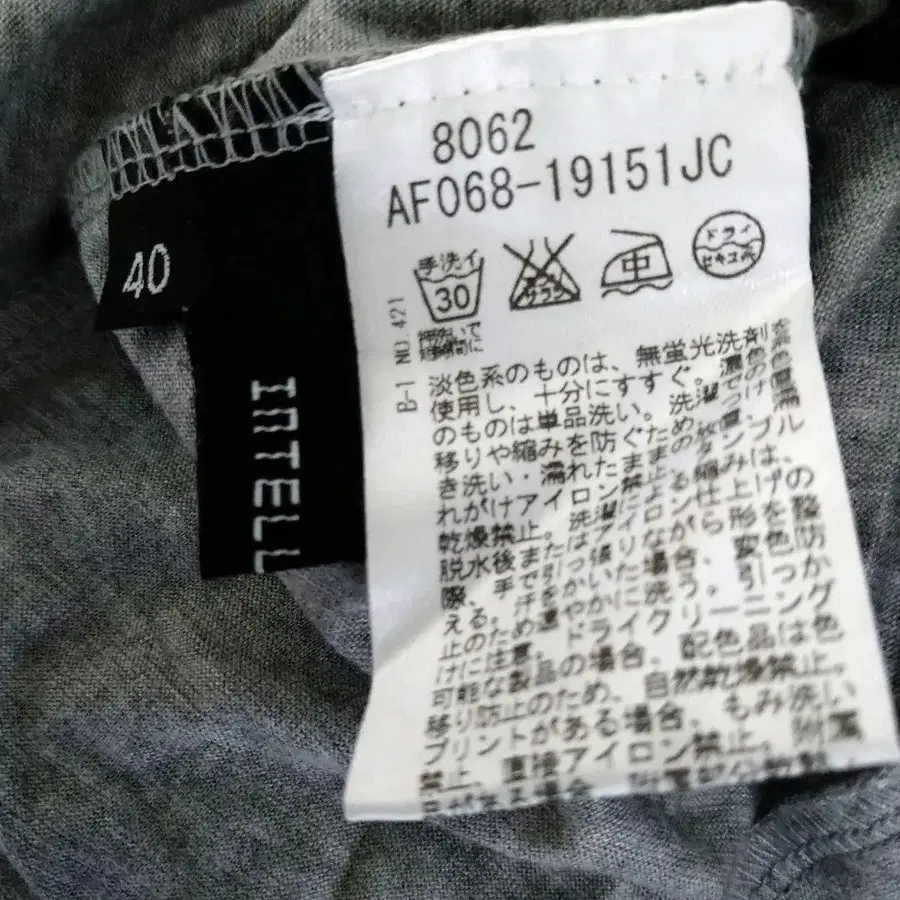 8062
AF068-19151JC
40
INTELL
手洗イ
30
サラシ
中
ドライ
セキユ系
B-1 NO.421
淡色系のものは、無蛍光洗剤を
使用し、十分にすすぐ。濃色
のものは単品洗い。洗濯
移りや縮みを防ぐため
き洗い・濡れたまま
れがけアイロン禁止
乾燥禁止。洗濯による縮みは、
脱水後またはアイロン仕上げの
際、手で引っ張りながら形を整
える。汗をかいた場合、変色防
止のため速やかに洗う。引っか
けに注意。ドライクリーニング
可能な製品の場合、配色品は色
移り防止のため、自然乾燥禁止。
プリントがある場合、もみ洗い
禁止、直接アイロン禁止。附属